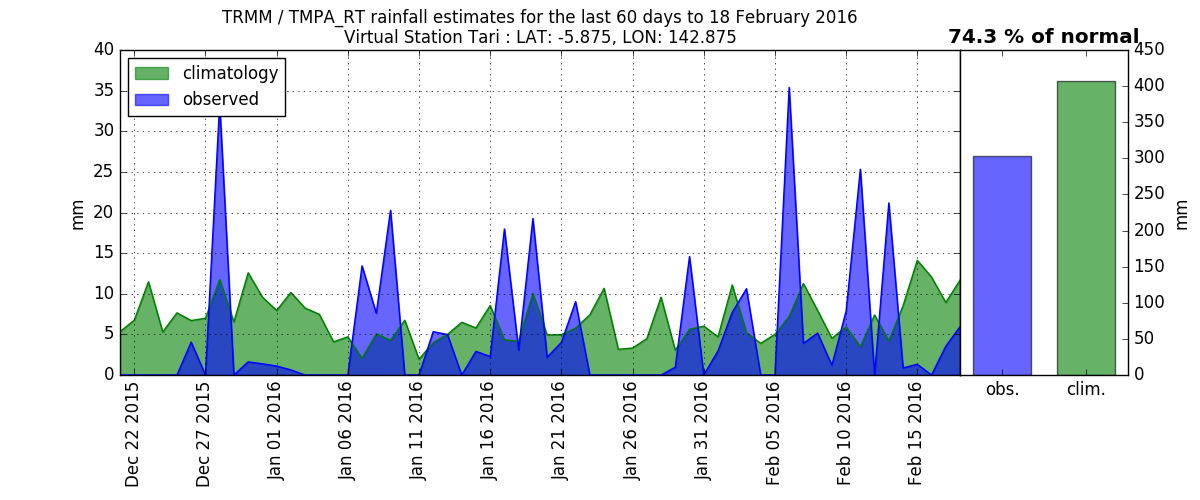 TRMM / TMPA_RT rainfall estimates for the last 60 days to 18 February 2016
Virtual Station Tari : LAT: -5.875, LON: 142.875
74.3 % of normal
climatology
observed
40
35
30
25
20
15
10
5
0
mm
450
400
350
300
250
200
150
100
50
0
mm
Dec 22 2015
Dec 27 2015
Jan 01 2016
Jan 06 2016
Jan 11 2016
Jan 16 2016
Jan 21 2016
Jan 26 2016
Jan 31 2016
Feb 05 2016
Feb 10 2016
Feb 15 2016
obs.
clim.